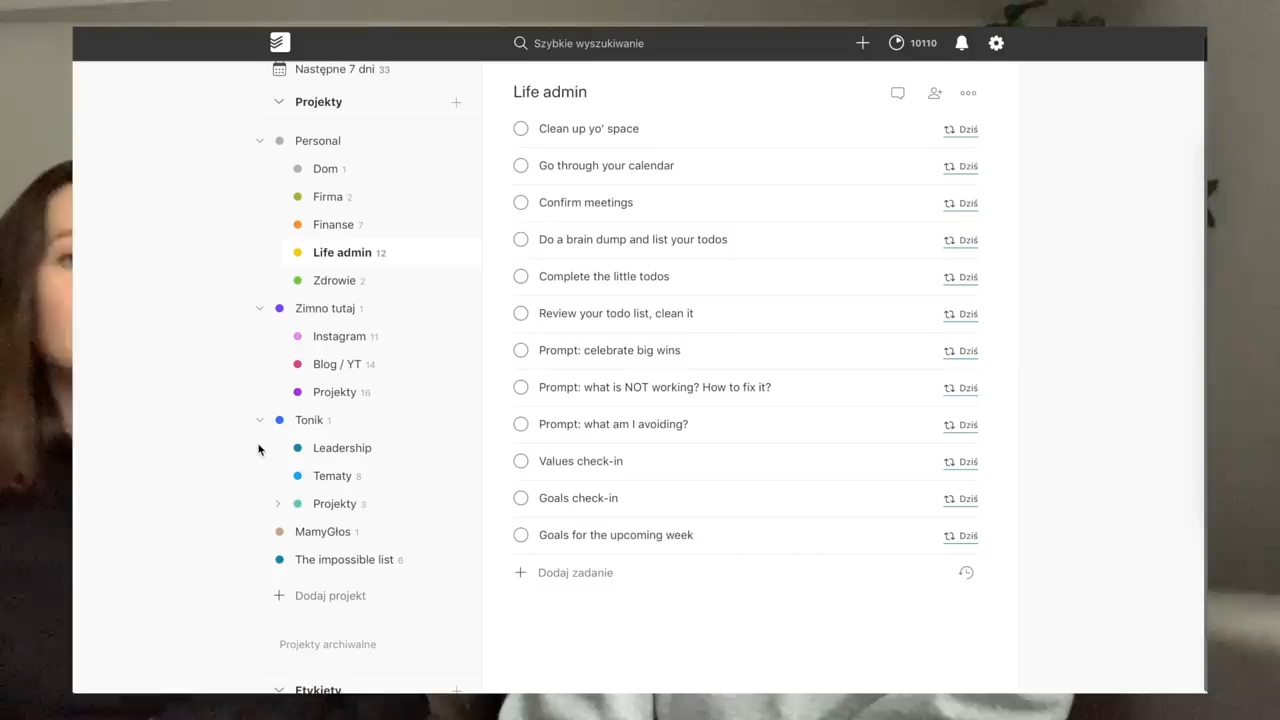 Szybkie wyszukiwanie
10110
Następne 7 dni 33
Projekty
Personal
Dom 1
Firma 2
Finanse 7
Life admin 12
Zdrowie 2
Zimno tutaj 1
Instagram 11
Blog / YT 14
Projekty 16
Tonik 1
Leadership
Tematy 8
Projekty 3
MamyGłos 1
The impossible list 6
Dodaj projekt
Projekty archiwalne
Etykiety
Life admin
Clean up yo' space Dziś
Go through your calendar Dziś
Confirm meetings Dziś
Do a brain dump and list your todos Dziś
Complete the little todos Dziś
Review your todo list, clean it Dziś
Prompt: celebrate big wins Dziś
Prompt: what is NOT working? How to fix it? Dziś
Prompt: what am I avoiding? Dziś
Values check-in Dziś
Goals check-in Dziś
Goals for the upcoming week Dziś
Dodaj zadanie